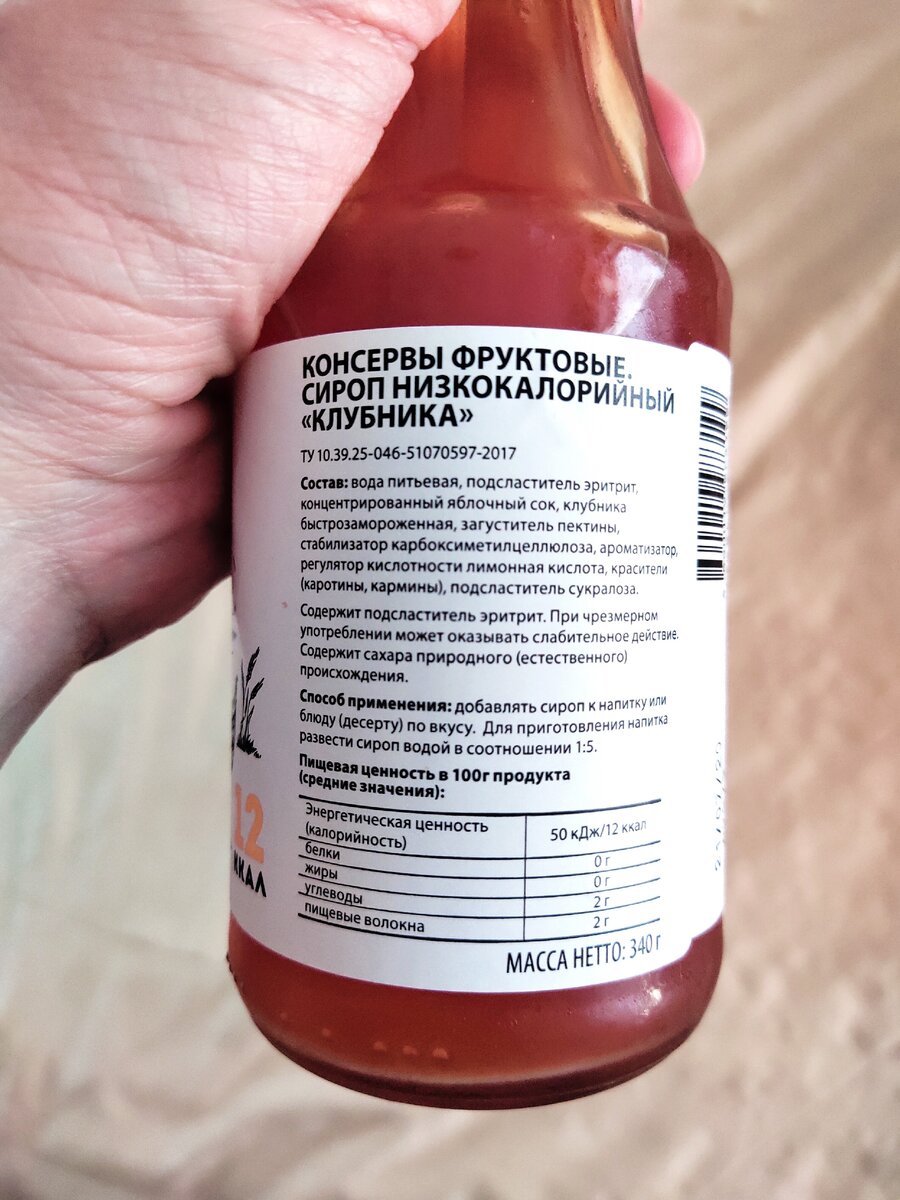 КОНСЕРВЫ ФРУКТОВЫЕ.
СИРОП НИЗКОКАЛОРИЙНЫЙ
«КЛУБНИКА»
ТУ 10.39.25-046-51070597-2017
Состав: вода питьевая, подсластитель эритрит,
концентрированный яблочный сок, клубника
быстрозамороженная, загуститель пектины,
стабилизатор карбоксиметилцеллюлоза, ароматизатор,
регулятор кислотности лимонная кислота, красители
(каротины, кармины), подсластитель сукралоза.
Содержит подсластитель эритрит. При чрезмерном
употреблении может оказывать слабительное действие.
Содержит сахара природного (естественного)
происхождения.
Способ применения: добавлять сироп к напитку или
блюду (десерту) по вкусу. Для приготовления напитка
развести сироп водой в соотношении 1:5.
Пищевая ценность в 100г продукта
(средние значения):
Энергетическая ценность
(калорийность) 50 кДж/12 ккал
белки 0 г
жиры 0 г
углеводы 2 г
пищевые волокна 2 г
МАССА НЕТТО: 340 г
12
ККАЛ